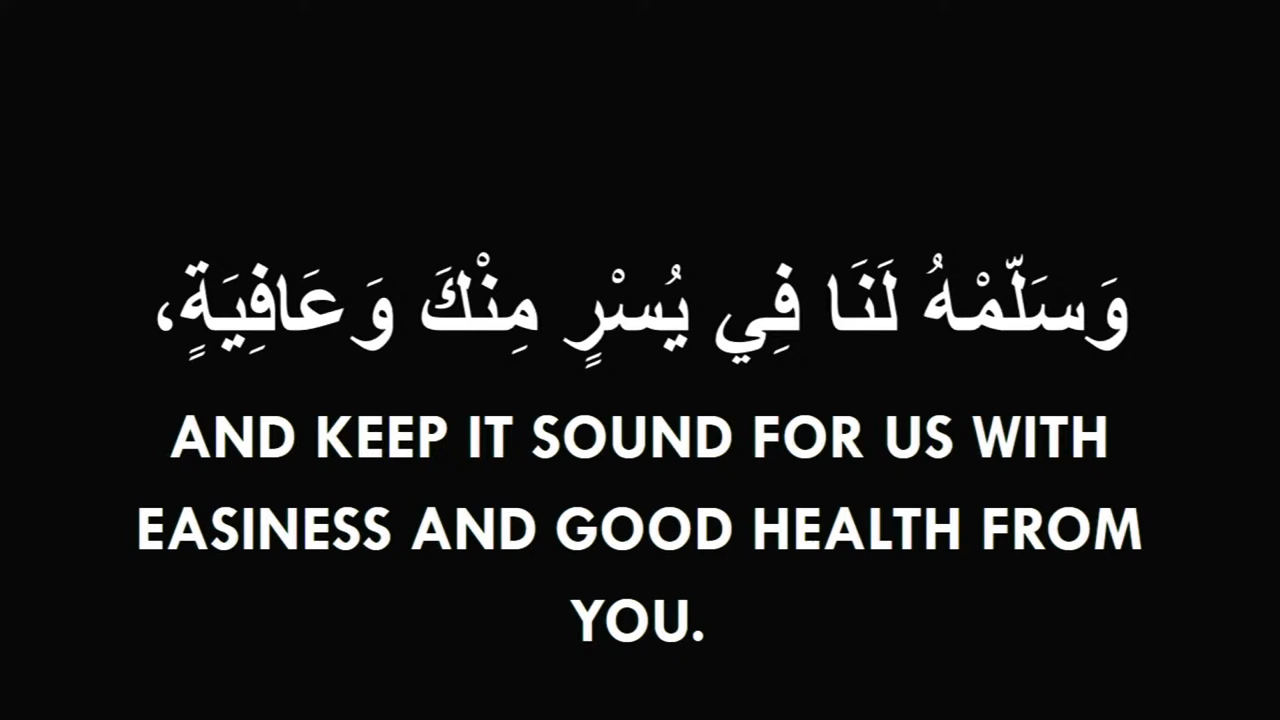 وَسَلّمْهُ لَنَا فِي يُسْرٍ مِنْكَ وَعَافِيَةٍ،
AND KEEP IT SOUND FOR US WITH
EASINESS AND GOOD HEALTH FROM
YOU.